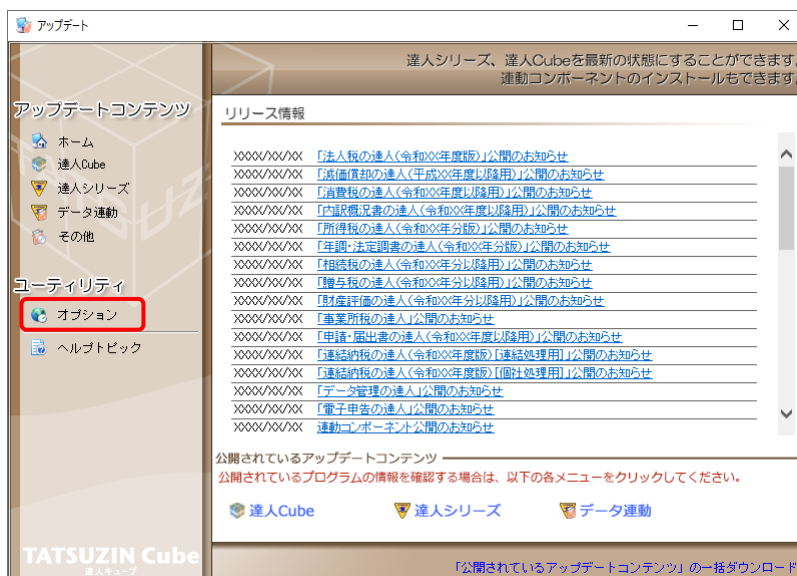 アップデート
達人シリーズ、達人Cubeを最新の状態にすることができます。
連動コンポーネントのインストールもできます。
アップデートコンテンツ
ホーム
達人Cube
達人シリーズ
データ連動
その他
ユーティリティ
オプション
ヘルプトピック
TATSUZIN Cube
達人キューブ
リリース情報
XXXX/XX/XX 「法人税の達人(令和XX年度版)」公開のお知らせ
XXXX/XX/XX 「減価償却の達人(平成XX年度以降用)」公開のお知らせ
XXXX/XX/XX 「消費税の達人(令和XX年度以降用)」公開のお知らせ
XXXX/XX/XX 「内訳概況書の達人(令和XX年度以降用)」公開のお知らせ
XXXX/XX/XX 「所得税の達人(令和XX年分版)」公開のお知らせ
XXXX/XX/XX 「年調・法定調書の達人(令和XX年分版)」公開のお知らせ
XXXX/XX/XX 「相続税の達人(令和XX年分以降用)」公開のお知らせ
XXXX/XX/XX 「贈与税の達人(令和XX年分以降用)」公開のお知らせ
XXXX/XX/XX 「財産評価の達人(令和XX年分以降用)」公開のお知らせ
XXXX/XX/XX 「事業所税の達人」公開のお知らせ
XXXX/XX/XX 「申請・届出書の達人(令和XX年度以降用)」公開のお知らせ
XXXX/XX/XX 「連結納税の達人(令和XX年度版)[連結処理用]」公開のお知らせ
XXXX/XX/XX 「連結納税の達人(令和XX年度版)[個社処理用]」公開のお知らせ
XXXX/XX/XX 「データ管理の達人」公開のお知らせ
XXXX/XX/XX 「電子申告の達人」公開のお知らせ
XXXX/XX/XX 連動コンポーネント公開のお知らせ
公開されているアップデートコンテンツ
公開されているプログラムの情報を確認する場合は、以下の各メニューをクリックしてください。
達人Cube 達人シリーズ データ連動
「公開されているアップデートコンテンツ」の一括ダウンロード